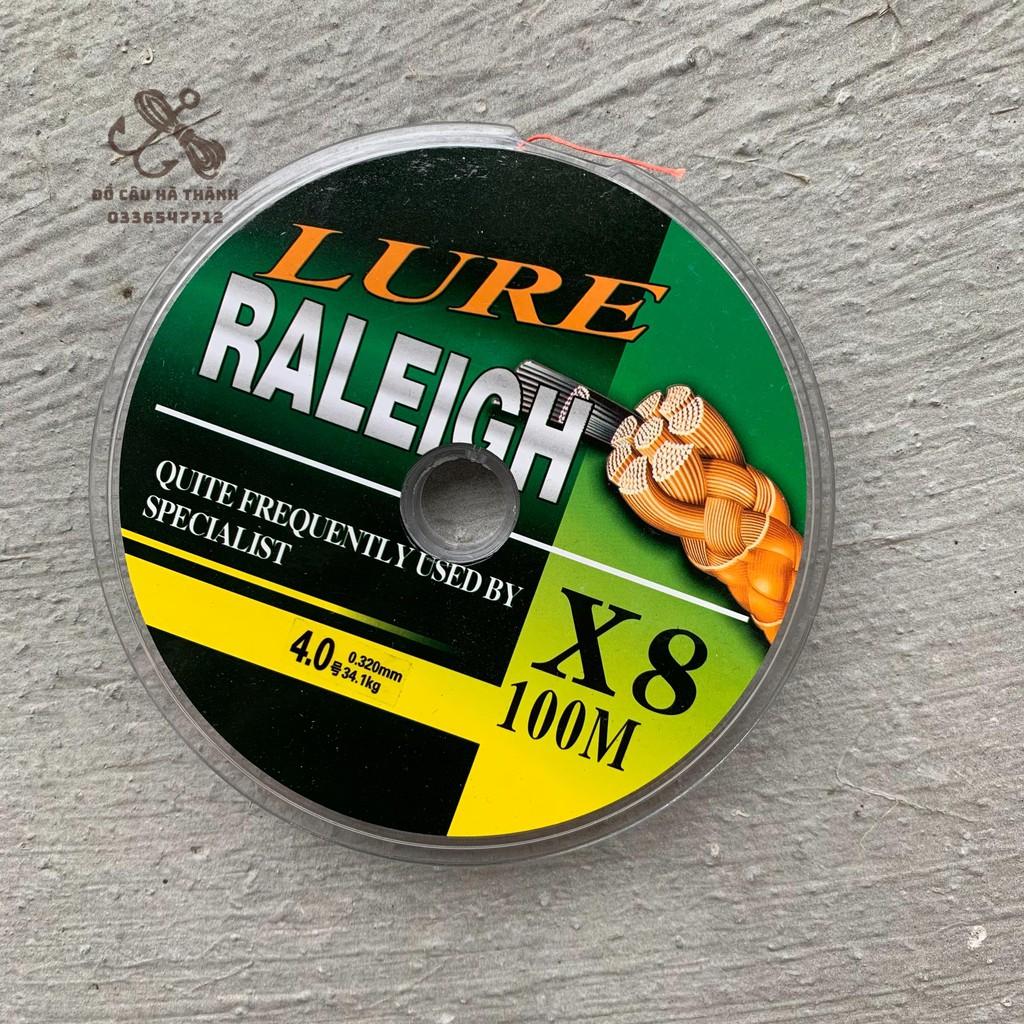 ĐỒ CÂU HÀ THÀNH
0336547712
LURE
RALEIGH
QUITE FREQUENTLY USED BY
SPECIALIST
4.0号 0.320mm
34.1kg
X8
100M